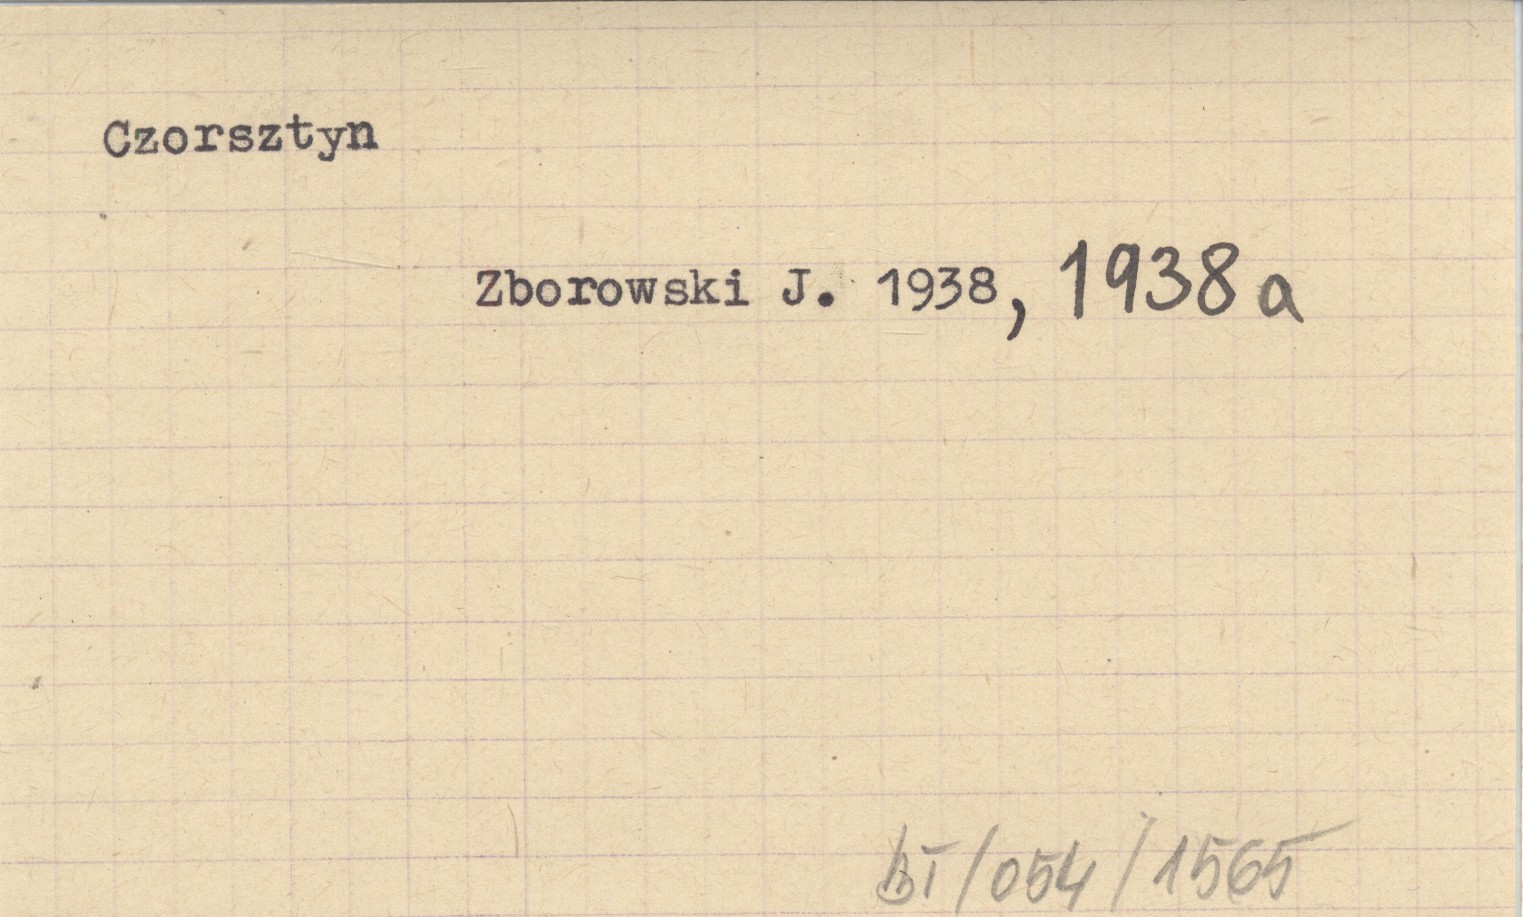 Czorsztyn
Zborowski J. 1938, 1938a
BI/054/1565